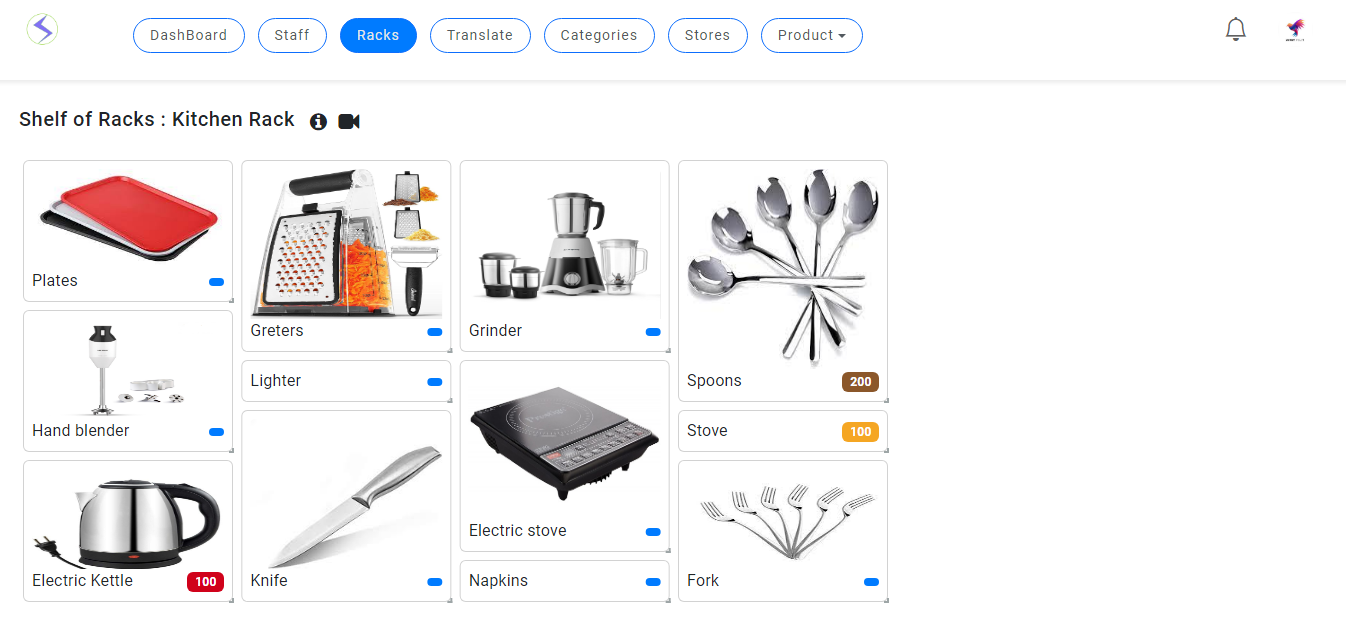 DashBoard Staff Racks Translate Categories Stores Product
Shelf of Racks : Kitchen Rack
Plates
Greters
Grinder
Spoons 200
Hand blender
Lighter
Electric stove
Stove 100
Electric Kettle 100
Knife
Napkins
Fork